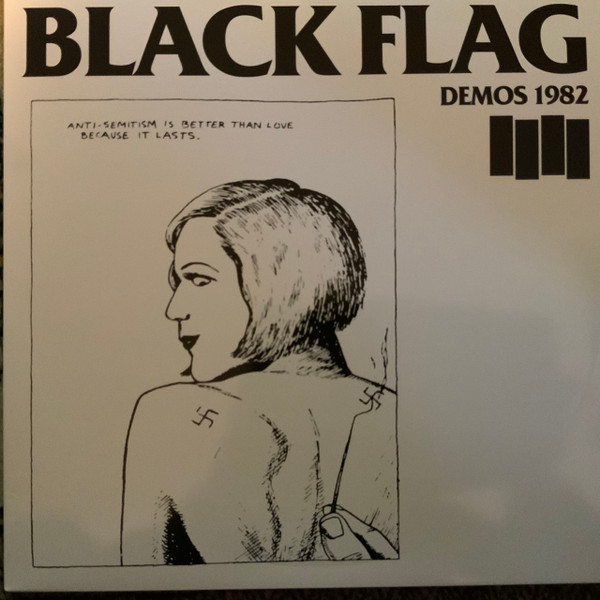 BLACK FLAG
DEMOS 1982
ANTI-SEMITISM IS BETTER THAN LOVE
BECAUSE IT LASTS.